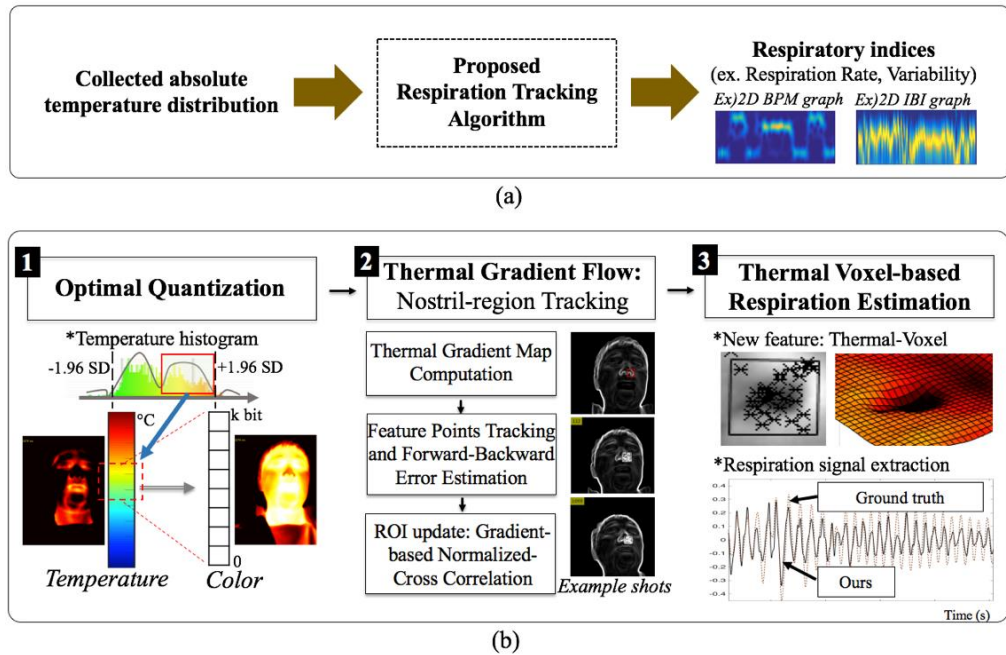 Collected absolute
temperature distribution
Proposed
Respiration Tracking
Algorithm
Respiratory indices
(ex. Respiration Rate, Variability)
Ex)2D BPM graph
Ex)2D IBI graph
(a)
1
Optimal Quantization
*Temperature histogram
-1.96 SD
+1.96 SD
°C
k bit
0
Temperature
Color
2
Thermal Gradient Flow:
Nostril-region Tracking
Thermal Gradient Map
Computation
Feature Points Tracking
and Forward-Backward
Error Estimation
ROI update: Gradient-
based Normalized-
Cross Correlation
Example shots
3
Thermal Voxel-based
Respiration Estimation
*New feature: Thermal-Voxel
*Respiration signal extraction
0.4
0.3
0.2
0.1
0
-0.1
-0.2
-0.3
-0.4
Ground truth
Ours
Time (s)
(b)